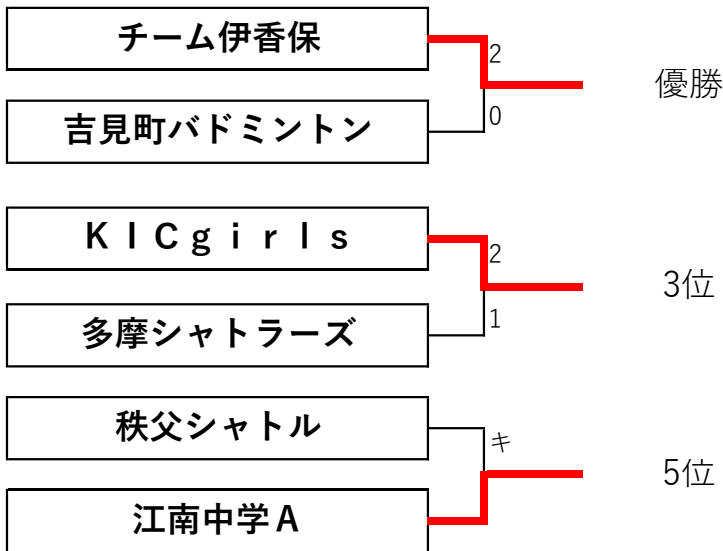 チーム伊香保
2
優勝
0
吉見町バドミントン
ＫＩＣｇｉｒｌｓ
2
3位
1
多摩シャトラーズ
秩父シャトル
キ
5位
江南中学Ａ